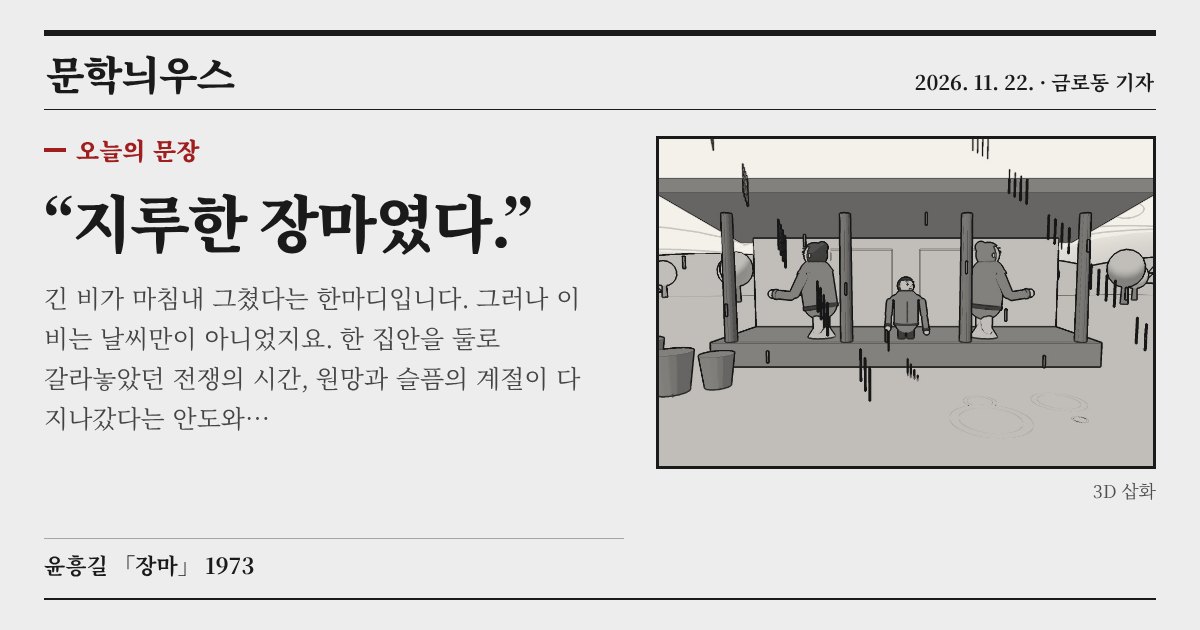 문학늬우스
2026. 11. 22. · 금로동 기자
오늘의 문장
“지루한 장마였다.”
긴 비가 마침내 그쳤다는 한마디입니다. 그러나 이
비는 날씨만이 아니었지요. 한 집안을 둘로
갈라놓았던 전쟁의 시간, 원망과 슬픔의 계절이 다
지나갔다는 안도와…
3D 삽화
윤흥길 「장마」 1973